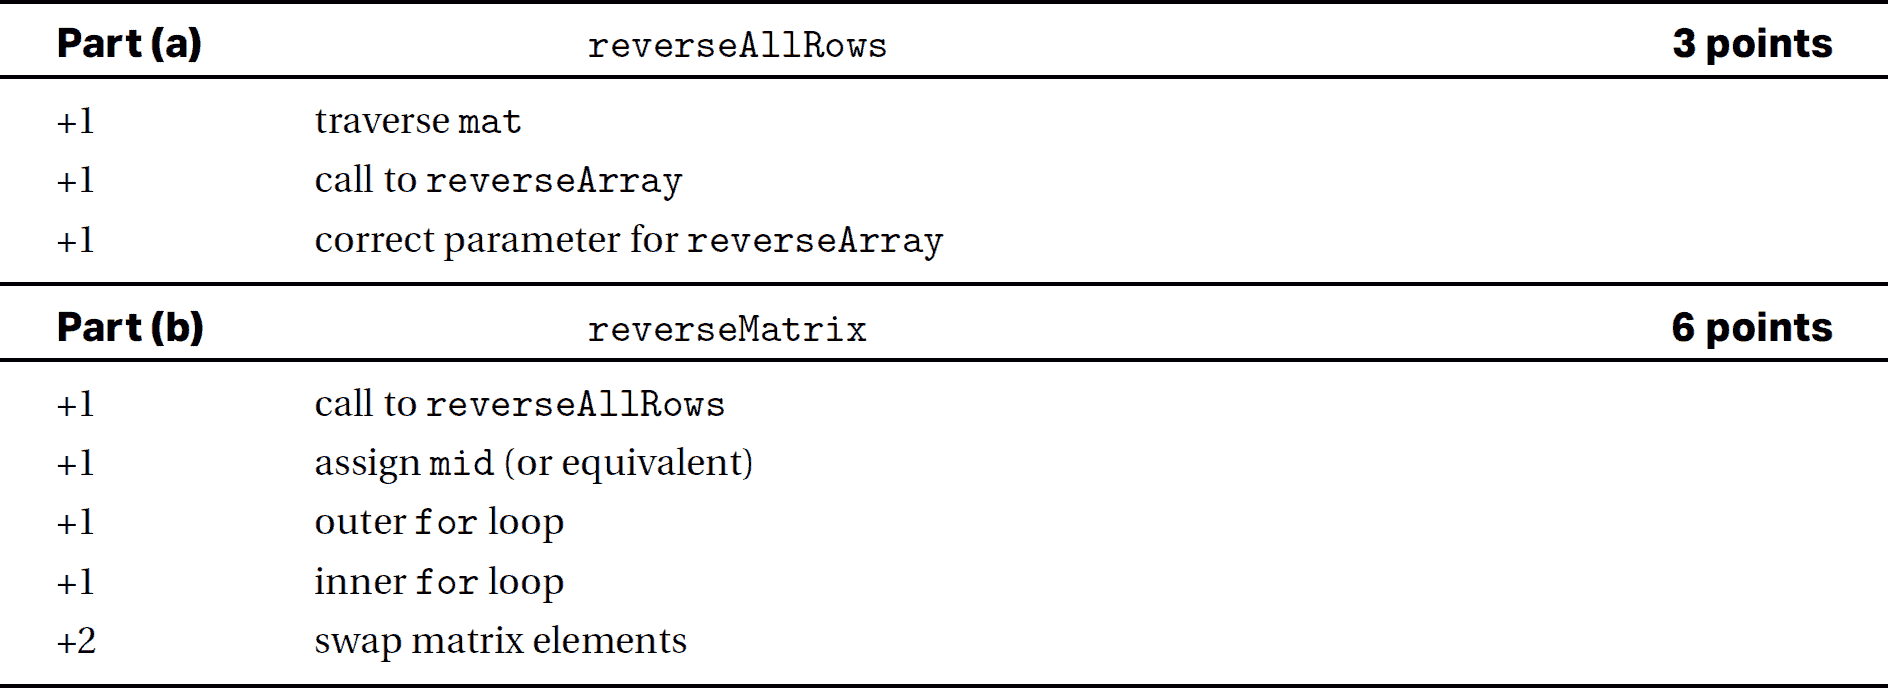 Part (a) reverseAllRows 3 points
+1 traverse mat
+1 call to reverseArray
+1 correct parameter for reverseArray
Part (b) reverseMatrix 6 points
+1 call to reverseAllRows
+1 assign mid (or equivalent)
+1 outer for loop
+1 inner for loop
+2 swap matrix elements